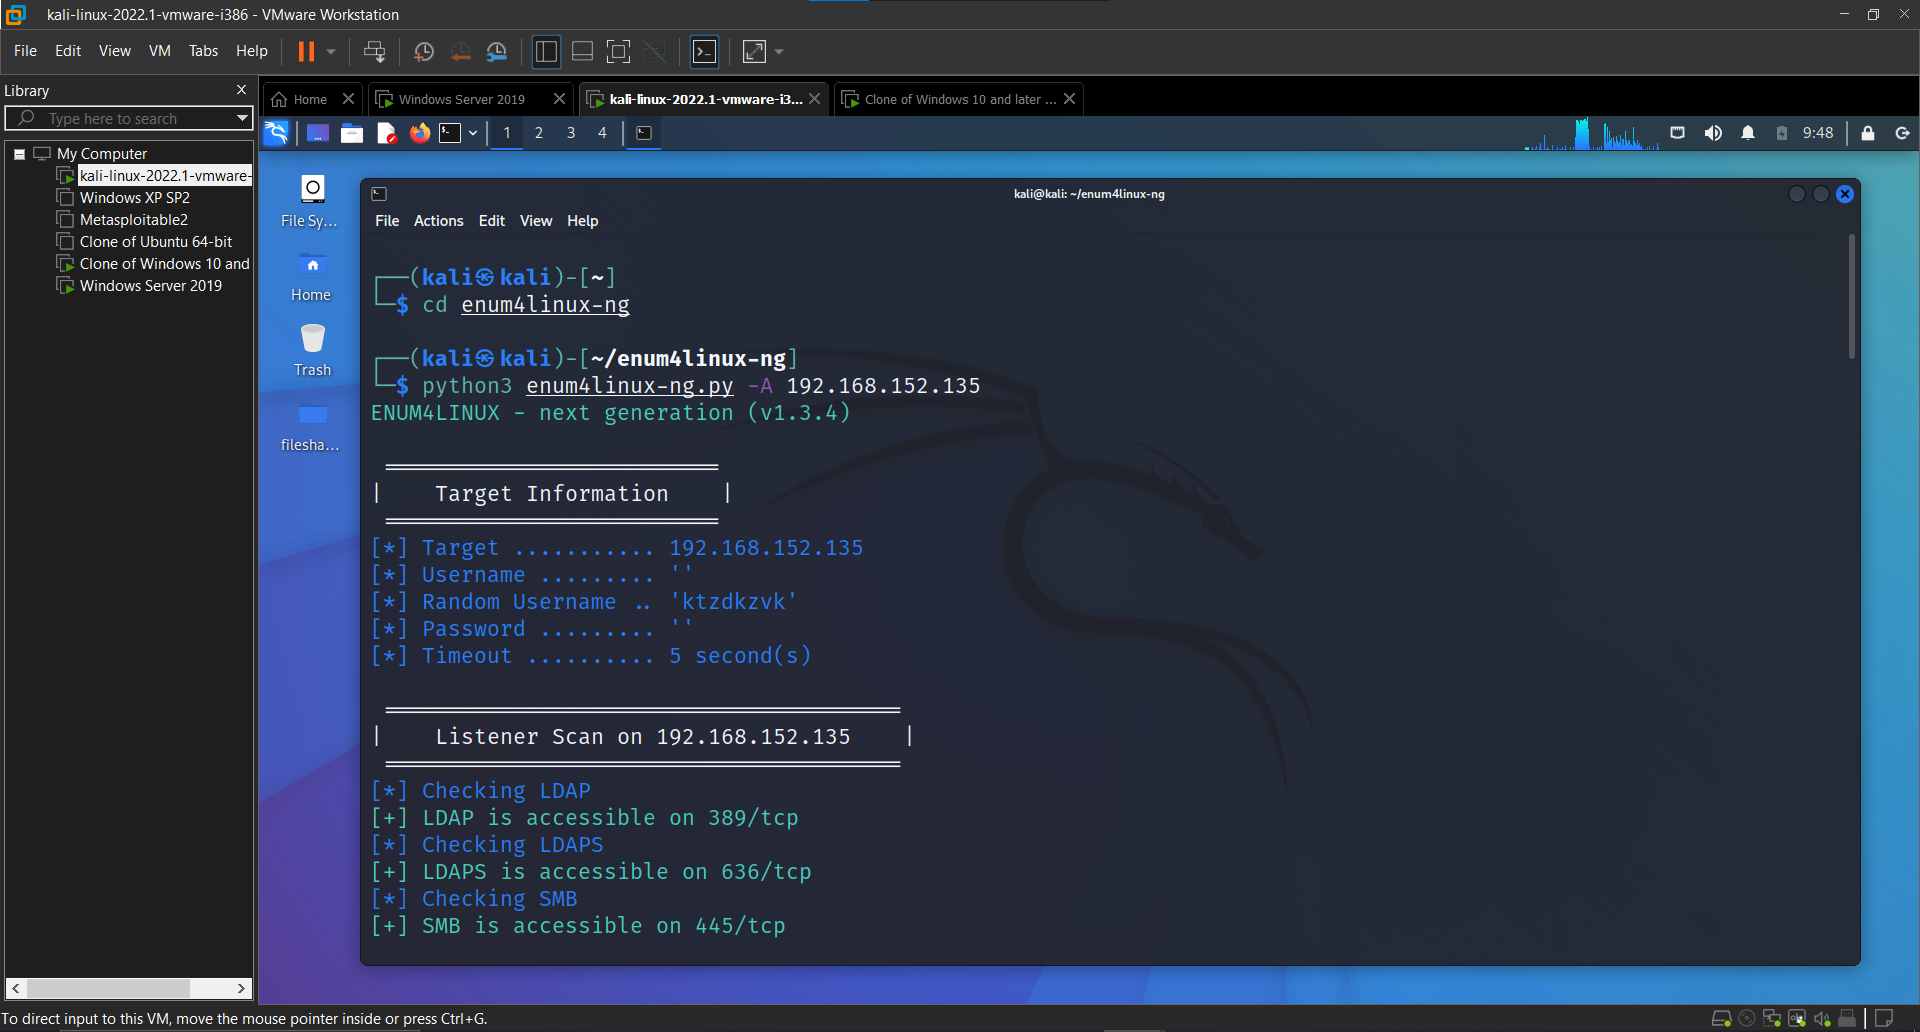 kali-linux-2022.1-vmware-i386 - VMware Workstation
File Edit View VM Tabs Help
Library
Type here to search
My Computer
kali-linux-2022.1-vmware-
Windows XP SP2
Metasploitable2
Clone of Ubuntu 64-bit
Clone of Windows 10 and
Windows Server 2019
Home
Windows Server 2019
kali-linux-2022.1-vmware-i3...
Clone of Windows 10 and later ...
1 2 3 4
9:48
File Sy...
Home
Trash
filesha...
kali@kali: ~/enum4linux-ng
File Actions Edit View Help
┌──(kali㉿kali)-[~]
└─$ cd enum4linux-ng
┌──(kali㉿kali)-[~/enum4linux-ng]
└─$ python3 enum4linux-ng.py -A 192.168.152.135
ENUM4LINUX - next generation (v1.3.4)
| Target Information |
[*] Target ........... 192.168.152.135
[*] Username ......... ''
[*] Random Username .. 'ktzdkzvk'
[*] Password ......... ''
[*] Timeout .......... 5 second(s)
| Listener Scan on 192.168.152.135 |
[*] Checking LDAP
[+] LDAP is accessible on 389/tcp
[*] Checking LDAPS
[+] LDAPS is accessible on 636/tcp
[*] Checking SMB
[+] SMB is accessible on 445/tcp
To direct input to this VM, move the mouse pointer inside or press Ctrl+G.